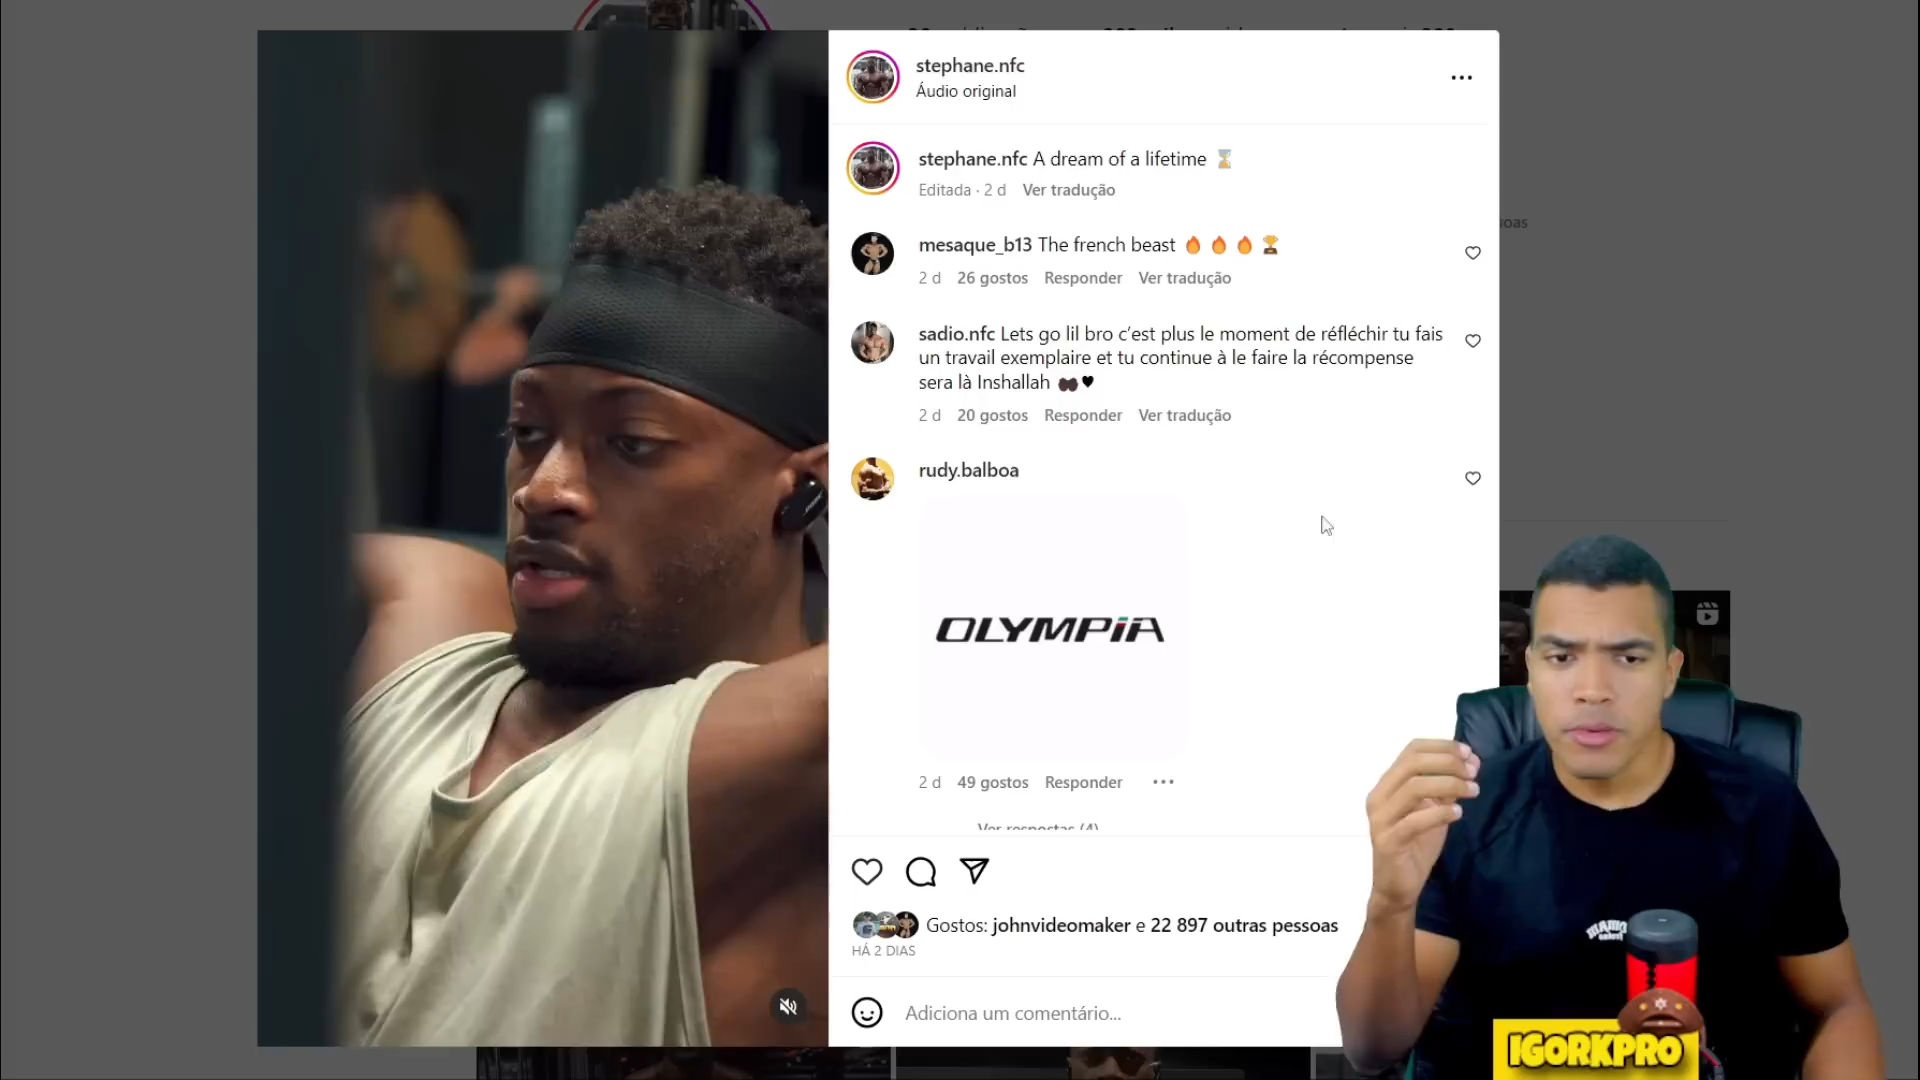 stephane.nfc
Áudio original
stephane.nfc A dream of a lifetime ⏳
Editada · 2 d Ver tradução
mesaque_b13 The french beast 🔥 🔥 🔥 🏆
2 d 26 gostos Responder Ver tradução
sadio.nfc Lets go lil bro c’est plus le moment de réfléchir tu fais
un travail exemplaire et tu continue à le faire la récompense
sera là Inshallah 🤲🏿♥
2 d 20 gostos Responder Ver tradução
rudy.balboa
OLYMPIA
2 d 49 gostos Responder
Ver respostas (4)
Gostos: johnvideomaker e 22 897 outras pessoas
HÁ 2 DIAS
Adiciona um comentário...
IGORKPRO